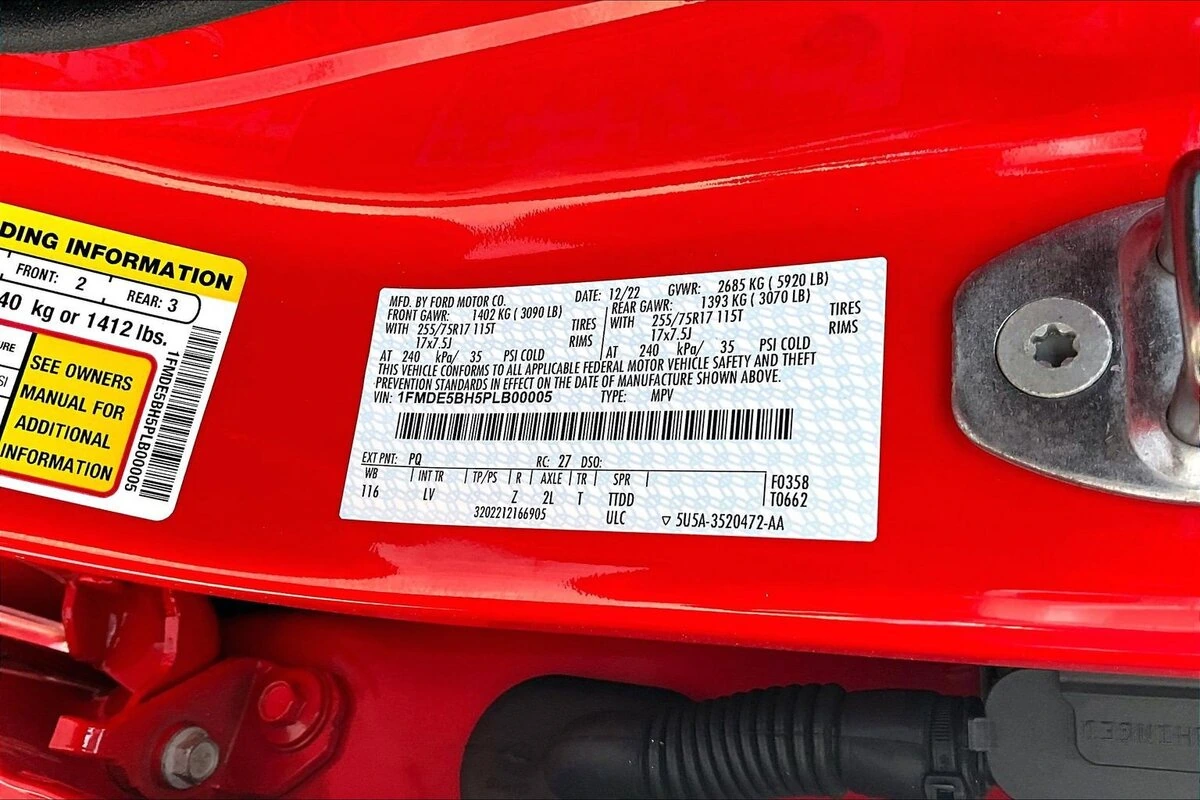 DING INFORMATION
FRONT: 2 REAR: 3
40 kg or 1412 lbs.
SEE OWNERS
MANUAL FOR
ADDITIONAL
INFORMATION
1FMDE5BH5PLB00005
MFD. BY FORD MOTOR CO. DATE: 12/22 GVWR: 2685 KG ( 5920 LB)
FRONT GAWR: 1402 KG ( 3090 LB) REAR GAWR: 1393 KG ( 3070 LB)
WITH 255/75R17 115T TIRES WITH 255/75R17 115T TIRES
17x7.5J RIMS 17x7.5J RIMS
AT 240 kPa/ 35 PSI COLD AT 240 kPa/ 35 PSI COLD
THIS VEHICLE CONFORMS TO ALL APPLICABLE FEDERAL MOTOR VEHICLE SAFETY AND THEFT
PREVENTION STANDARDS IN EFFECT ON THE DATE OF MANUFACTURE SHOWN ABOVE.
VIN: 1FMDE5BH5PLB00005 TYPE: MPV
EXT PNT: PQ RC: 27 DSO:
WB INT TR TP/PS R AXLE TR SPR F0358
116 LV Z 2L T TTDD T0662
3202212166905 ULC ▽ 5U5A-3520472-AA